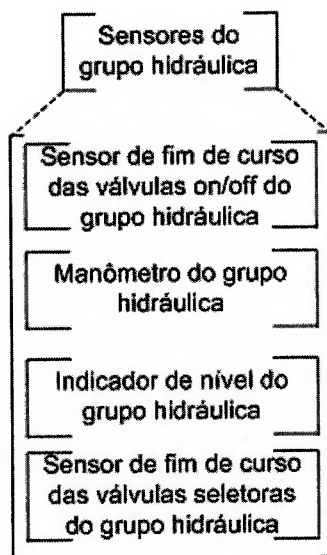 Sensores do
grupo hidráulica
Sensor de fim de curso
das válvulas on/off do
grupo hidráulica
Manômetro do grupo
hidráulica
Indicador de nível do
grupo hidráulica
Sensor de fim de curso
das válvulas seletoras
do grupo hidráulica